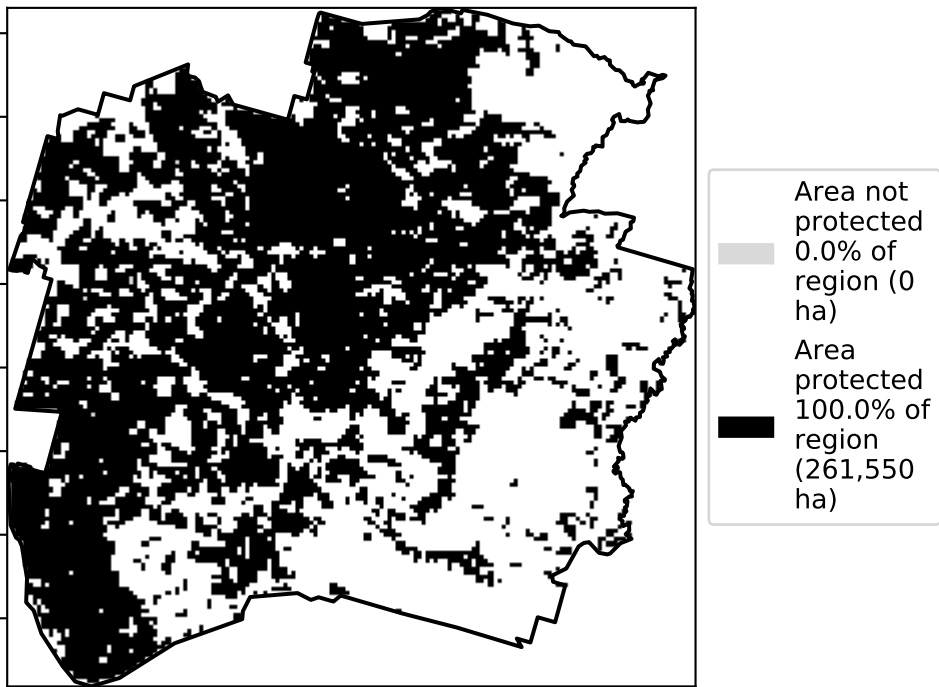 Area not
protected
0.0% of
region (0
ha)
Area
protected
100.0% of
region
(261,550
ha)